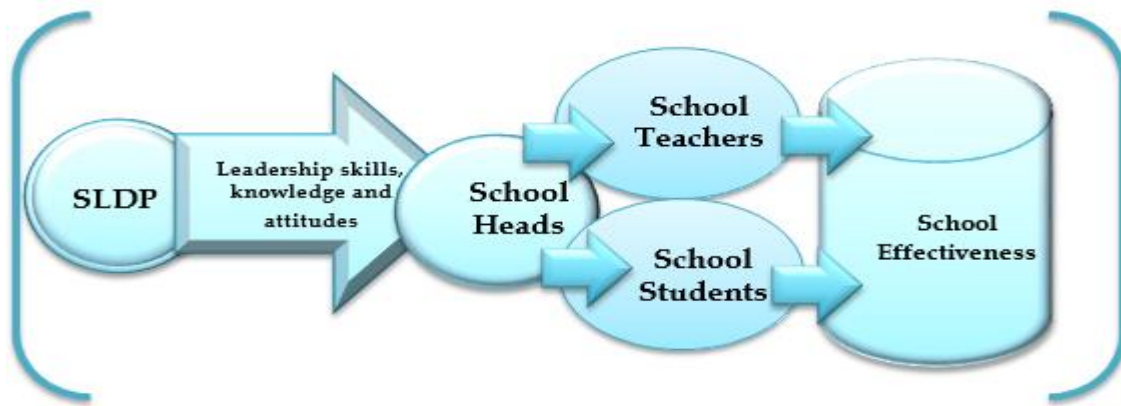 SLDP
Leadership skills,
knowledge and
attitudes
School
Heads
School
Teachers
School
Students
School
Effectiveness